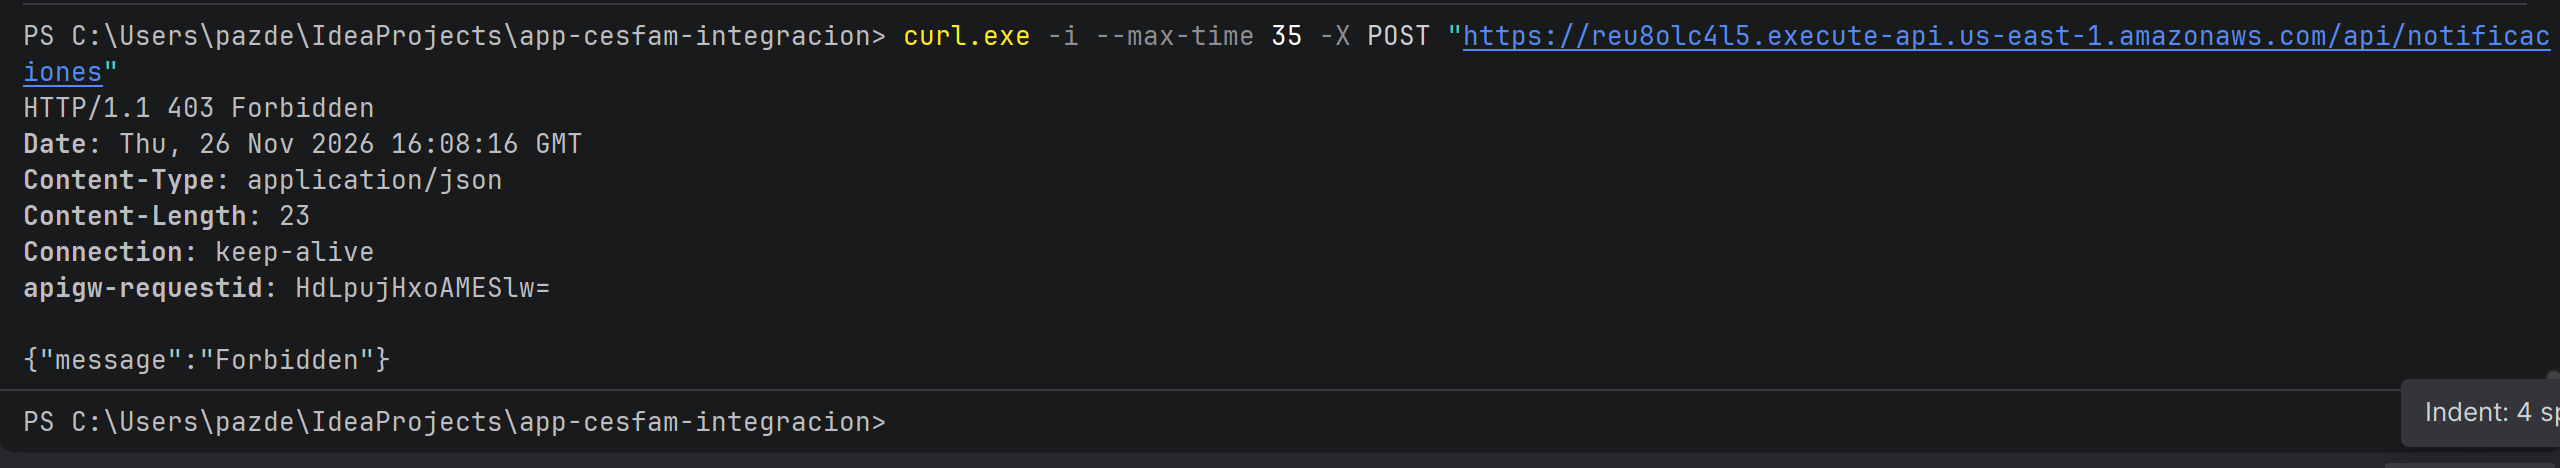 PS C:\Users\pazde\IdeaProjects\app-cesfam-integracion> curl.exe -i --max-time 35 -X POST "https://reu8olc4l5.execute-api.us-east-1.amazonaws.com/api/notificac
iones"
HTTP/1.1 403 Forbidden
Date: Thu, 26 Nov 2026 16:08:16 GMT
Content-Type: application/json
Content-Length: 23
Connection: keep-alive
apigw-requestid: HdLpujHxoAMESlw=
{"message":"Forbidden"}
PS C:\Users\pazde\IdeaProjects\app-cesfam-integracion>
Indent: 4 sp